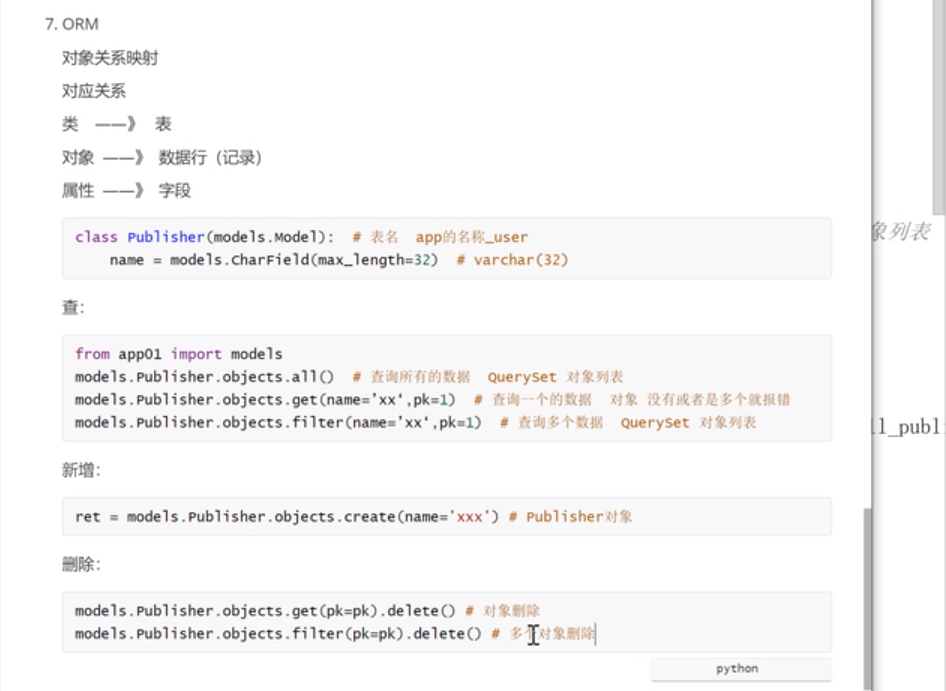 7. ORM
对象关系映射
对应关系
类 ——》 表
对象 ——》 数据行（记录）
属性 ——》 字段
class Publisher(models.Model):  # 表名  app的名称_user
    name = models.CharField(max_length=32)  # varchar(32)
查：
from app01 import models
models.Publisher.objects.all()  # 查询所有的数据  QuerySet 对象列表
models.Publisher.objects.get(name='xx‘,pk=1)  # 查询一个的数据  对象 没有或者是多个就报错
models.Publisher.objects.filter(name='xx‘,pk=1)  # 查询多个数据  QuerySet 对象列表
新增：
ret = models.Publisher.objects.create(name='xxx') # Publisher对象
删除：
models.Publisher.objects.get(pk=pk).delete() # 对象删除
models.Publisher.objects.filter(pk=pk).delete() # 多个对象删除
python
象列表
ll_publ